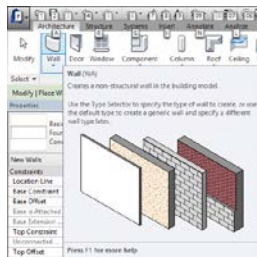 Architecture Structure Systems Insert Annotate Analyze
Modify Wall Door Window Component Column Roof Ceiling
Select
Wall (WA)
Modify | Place W
Creates a non-structural wall in the building model.
Properties
Use the Type Selector to specify the type of wall to create, or use
the default type to create a generic wall and specify a different
wall type later.
Basic
New Walls
Constraints
Location Line
Base Constraint
Base Offset
Base is Attached
Base Extension
Top Constraint
Unconnected
Top Offset
Press F1 for more help